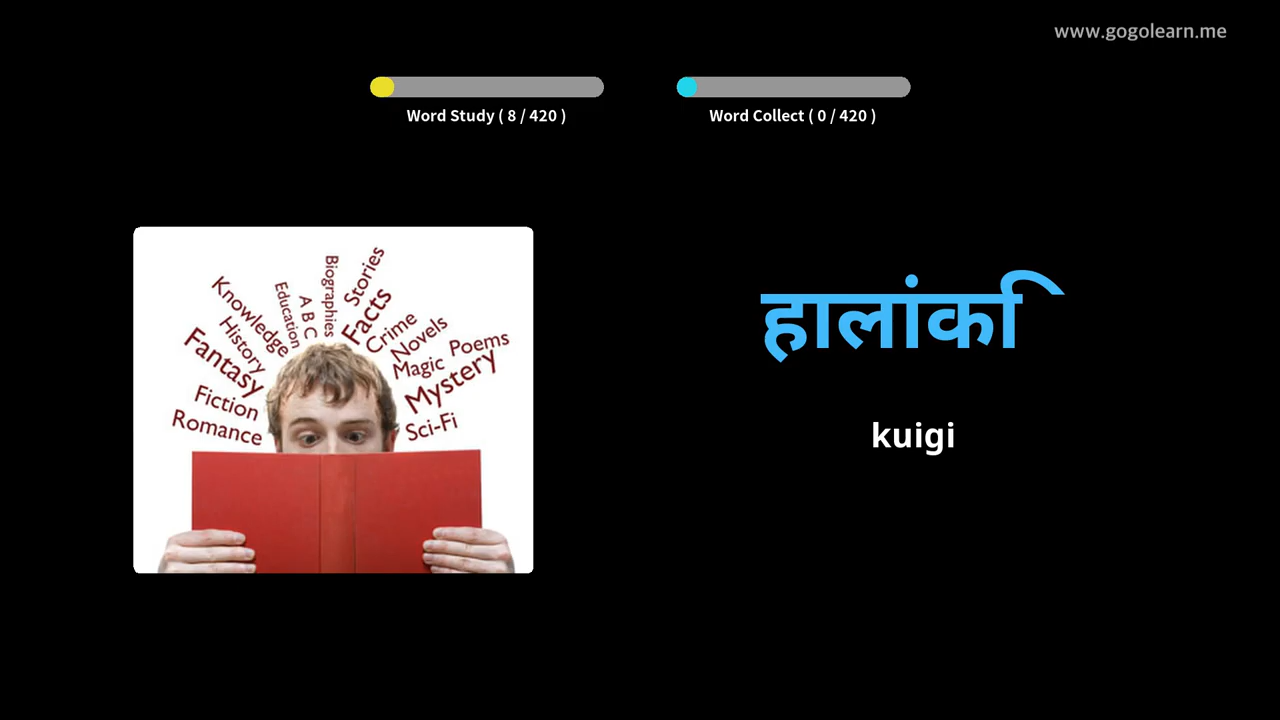 www.gogolearn.me
Word Study ( 8 / 420 )
Word Collect ( 0 / 420 )
Biographies
Stories
Knowledge
Education
A B C
Facts
History
Crime
Novels
Fantasy
Magic
Poems
Mystery
Fiction
Romance
Sci-Fi
हालांकि
kuigi